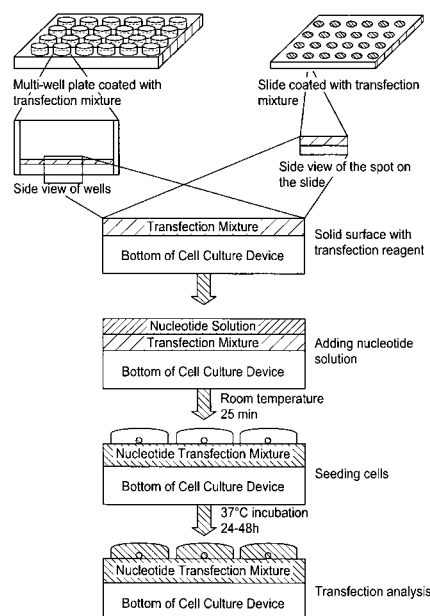 Multi-well plate coated with
transfection mixture
Slide coated with transfection
mixture
Side view of wells
Side view of the spot on
the slide
Transfection Mixture
Bottom of Cell Culture Device
Solid surface with
transfection reagent
Nucleotide Solution
Transfection Mixture
Bottom of Cell Culture Device
Adding nucleotide
solution
Room temperature
25 min
Nucleotide Transfection Mixture
Bottom of Cell Culture Device
Seeding cells
37°C incubation
24-48h
Nucleotide Transfection Mixture
Bottom of Cell Culture Device
Transfection analysis